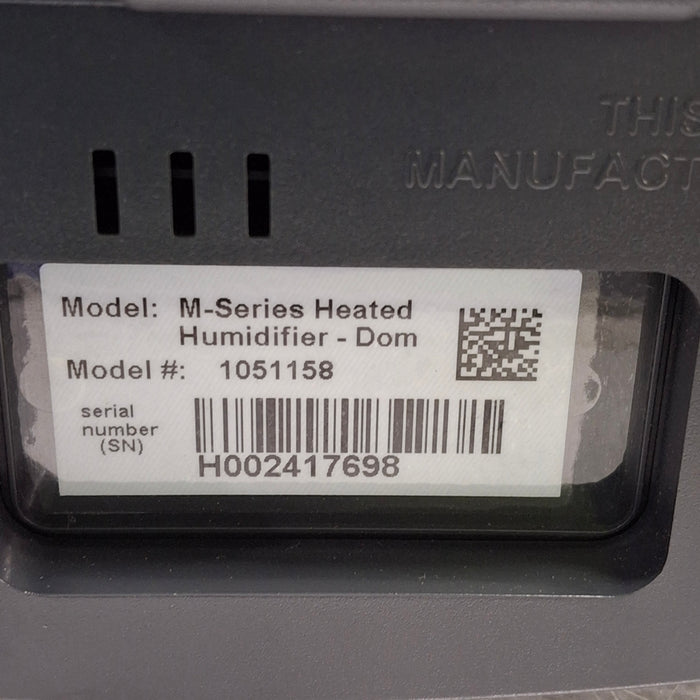 THIS
MANUFACT
Model: M-Series Heated
Humidifier - Dom
Model #: 1051158
serial
number
(SN)
H002417698